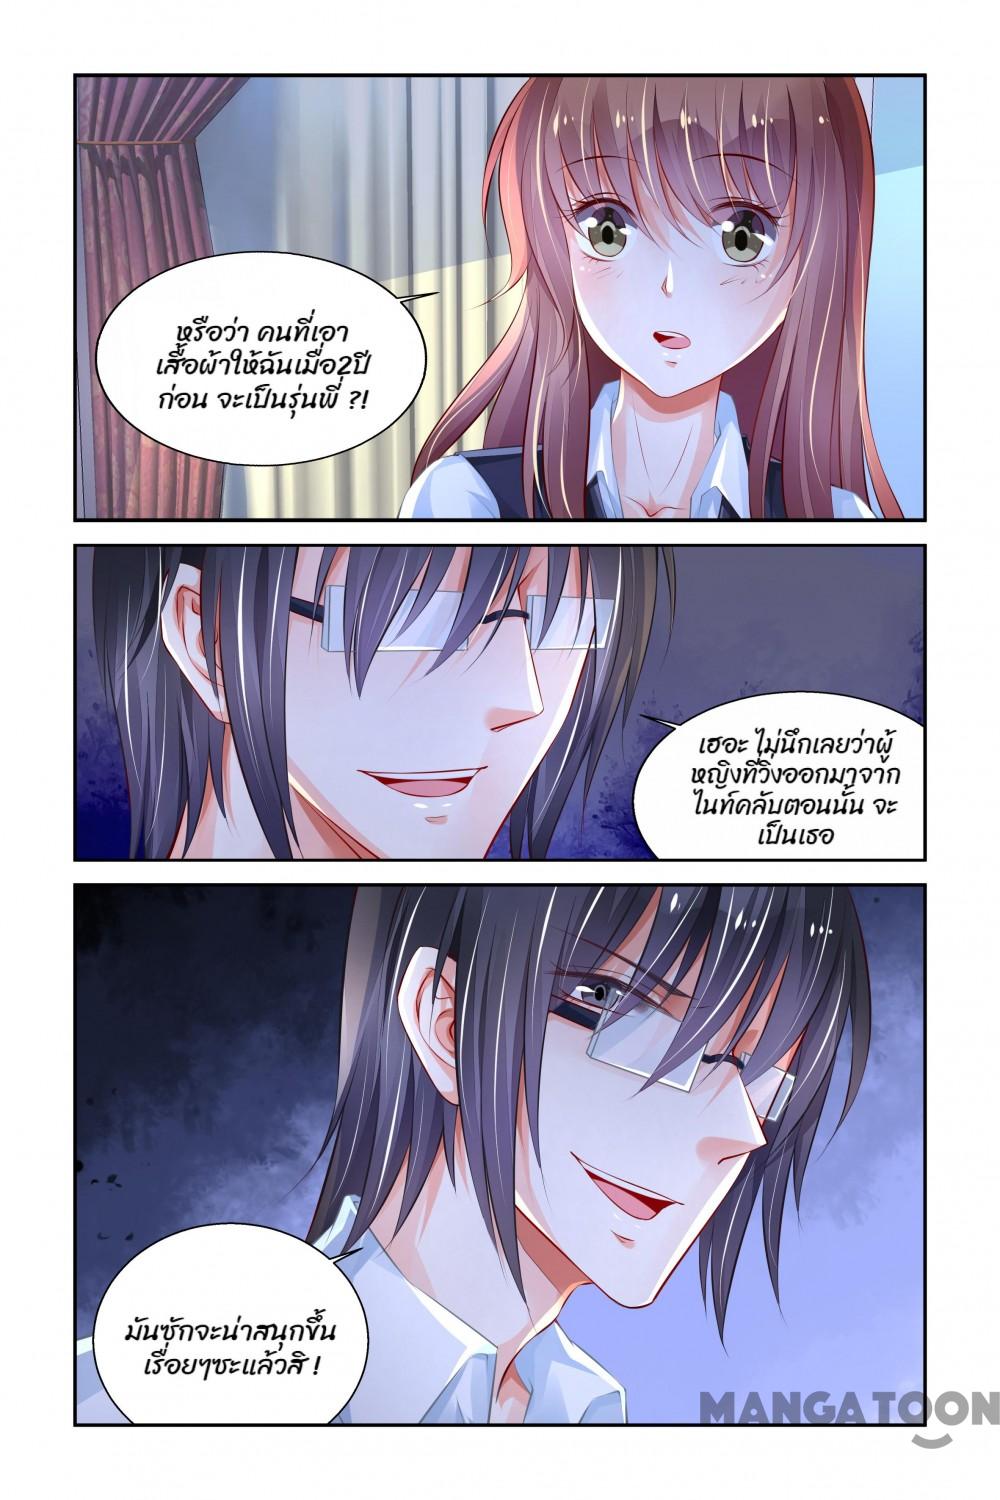 หรือว่า คนที่เอา
เสื้อผ้าให้ฉันเมื่อ2ปี
ก่อน จะเป็นรุ่นพี่ ?!
เฮอะ ไม่นึกเลยว่าผู้
หญิงที่วิ่งออกมาจาก
ไนท์คลับตอนนั้น จะ
เป็นเธอ
มันซักจะน่าสนุกขึ้น
เรื่อยๆซะแล้วสิ !
MANGATOON